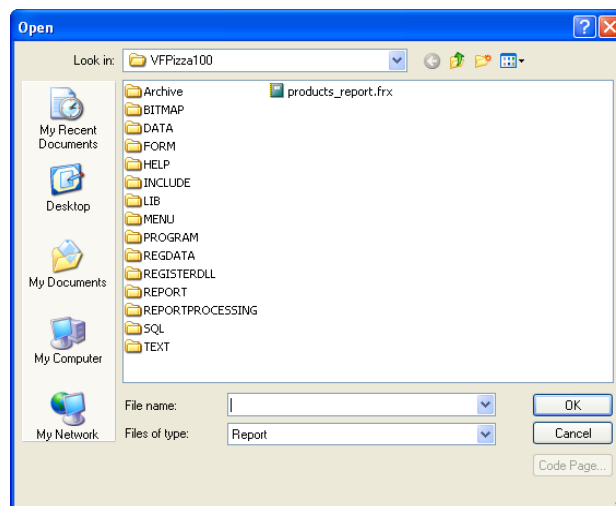 Open
Look in: VFPizza100
My Recent
Documents
Desktop
My Documents
My Computer
My Network
Archive
BITMAP
DATA
FORM
HELP
INCLUDE
LIB
MENU
PROGRAM
REGDATA
REGISTERDLL
REPORT
REPORTPROCESSING
SQL
TEXT
products_report.frx
File name:
OK
Files of type: Report
Cancel
Code Page...